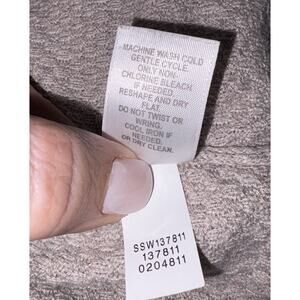 MACHINE WASH COLD
GENTLE CYCLE.
ONLY NON-
CHLORINE BLEACH
IF NEEDED.
RESHAPE AND DRY
FLAT.
DO NOT TWIST OR
WRING.
COOL IRON IF
OR DRY CLEAN.
SSW137811
137811
0204811